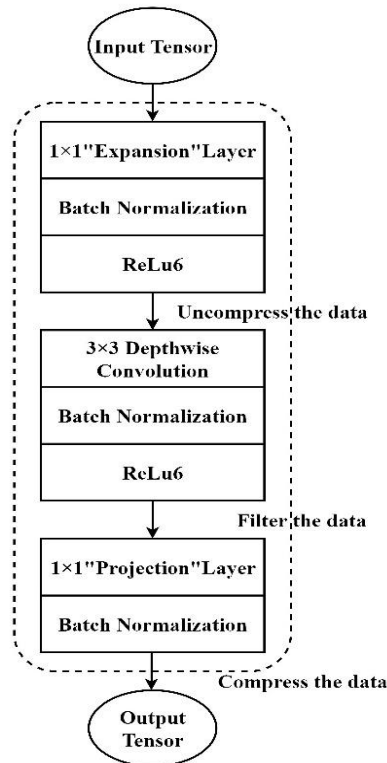 Input Tensor
1×1"Expansion"Layer
Batch Normalization
ReLu6
Uncompress the data
3×3 Depthwise
Convolution
Batch Normalization
ReLu6
Filter the data
1×1"Projection"Layer
Batch Normalization
Compress the data
Output
Tensor